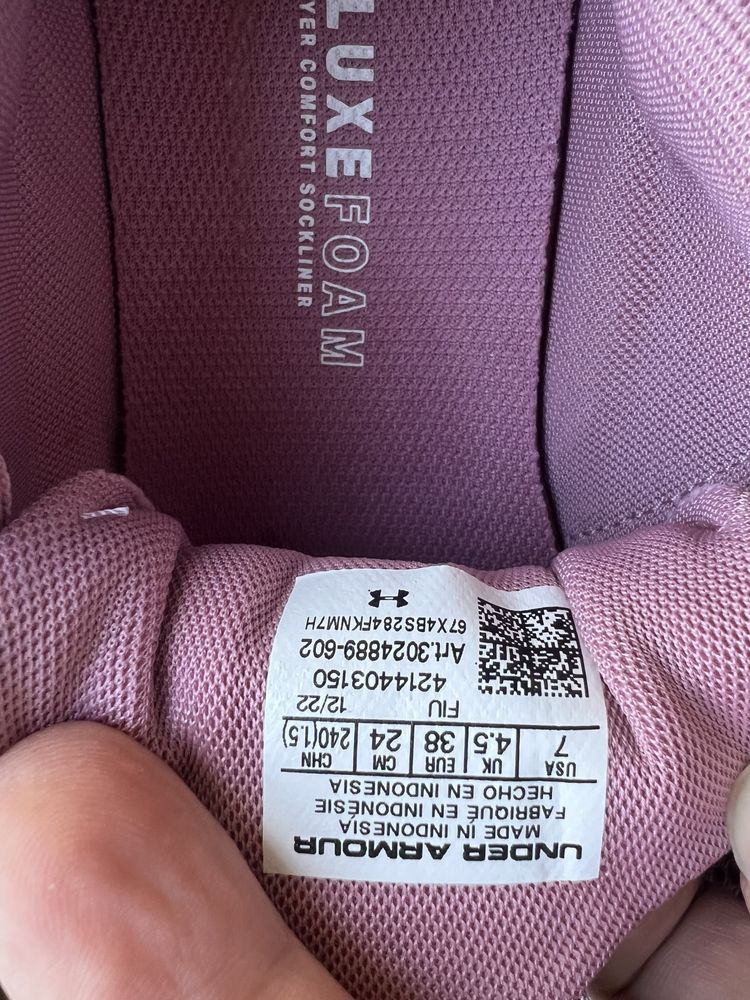 LUXEFOAM
YER COMFORT SOCKLINER
UNDER ARMOUR
MADE IN INDONESIA
FABRIQUÉ EN INDONÉSIE
HECHO EN INDONESIA
USA UK EUR CM CHN
7 4.5 38 24 240(1.5)
FIU 12/22
4214403150
Art.3024889-602
67X4BS284FKNM7H